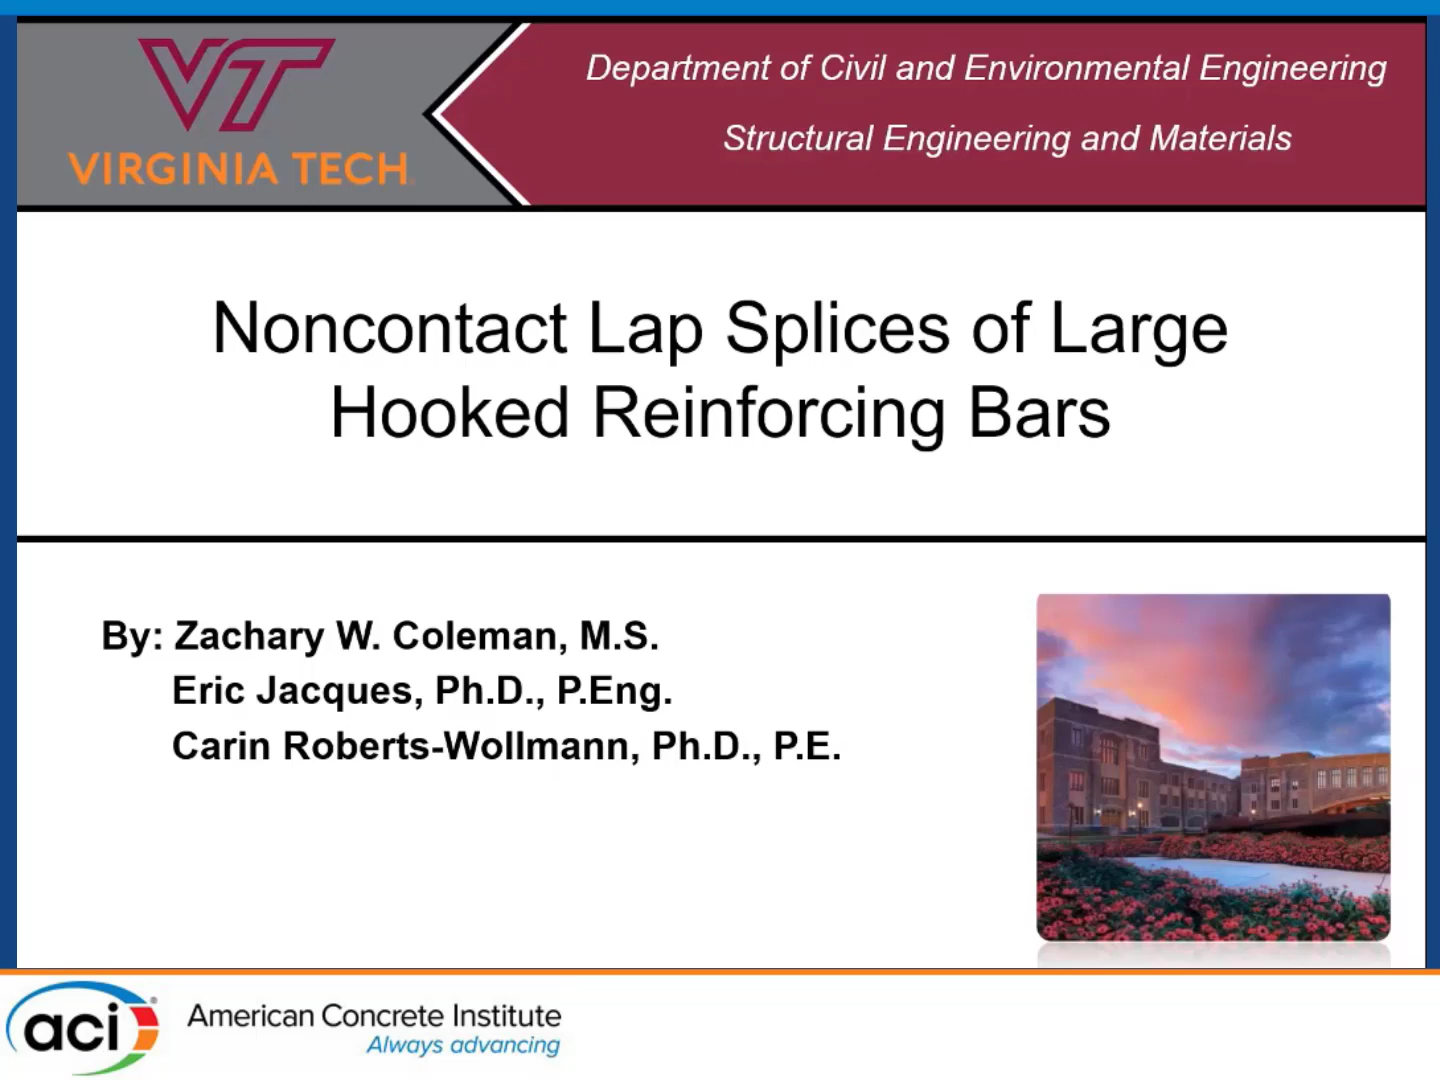 VT
VIRGINIA TECH
Department of Civil and Environmental Engineering
Structural Engineering and Materials
Noncontact Lap Splices of Large
Hooked Reinforcing Bars
By: Zachary W. Coleman, M.S.
Eric Jacques, Ph.D., P.Eng.
Carin Roberts-Wollmann, Ph.D., P.E.
aci®
American Concrete Institute
Always advancing